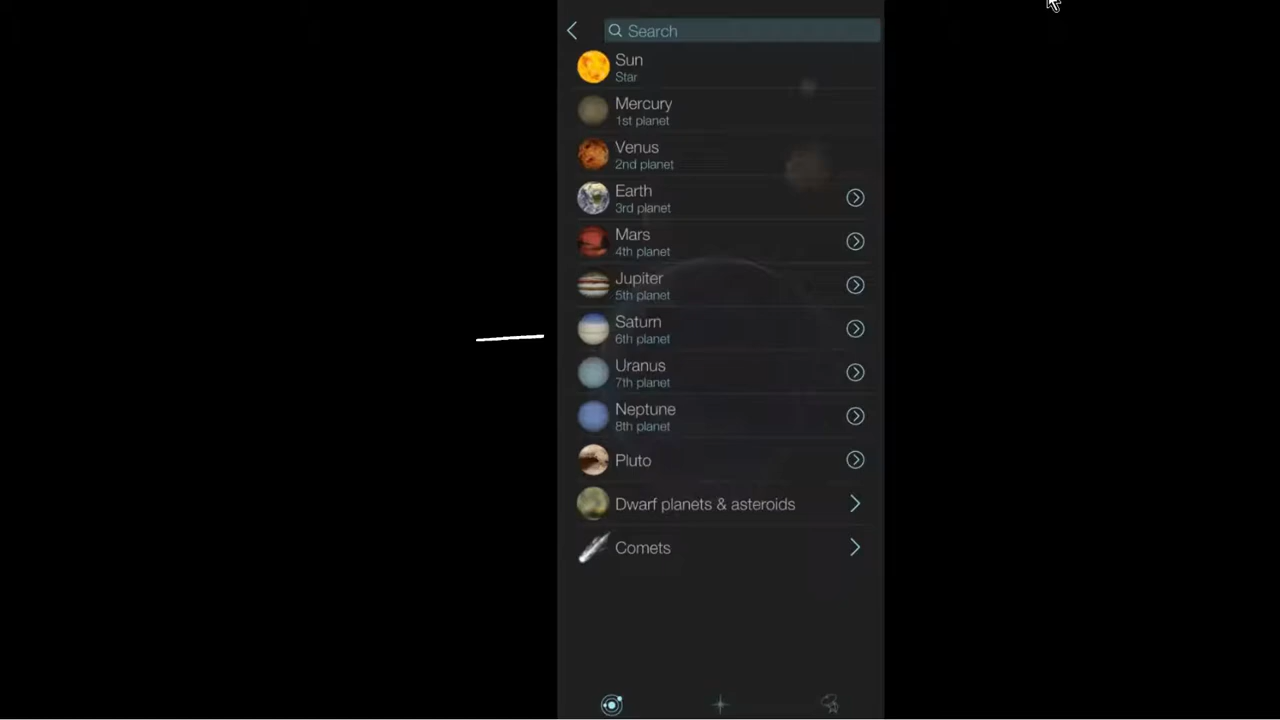 Search
Sun
Star
Mercury
1st planet
Venus
2nd planet
Earth
3rd planet
Mars
4th planet
Jupiter
5th planet
Saturn
6th planet
Uranus
7th planet
Neptune
8th planet
Pluto
Dwarf planets & asteroids
Comets